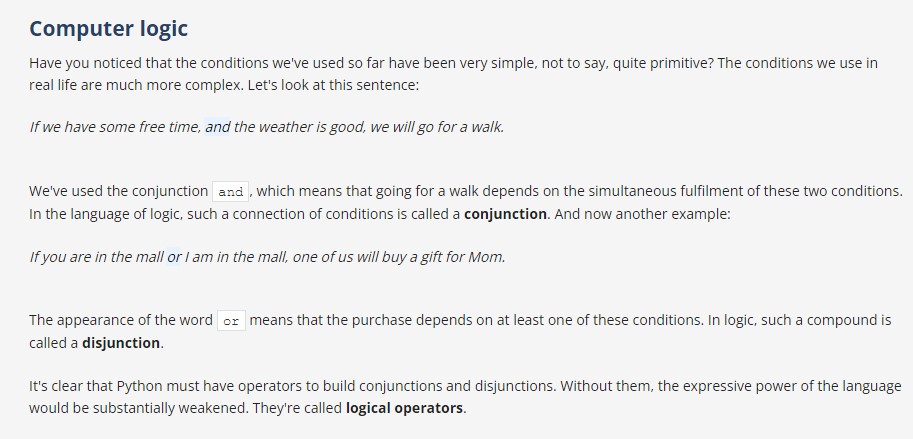 Computer logic
Have you noticed that the conditions we've used so far have been very simple, not to say, quite primitive? The conditions we use in
real life are much more complex. Let's look at this sentence:
If we have some free time, and the weather is good, we will go for a walk.
We've used the conjunction and , which means that going for a walk depends on the simultaneous fulfilment of these two conditions.
In the language of logic, such a connection of conditions is called a conjunction. And now another example:
If you are in the mall or I am in the mall, one of us will buy a gift for Mom.
The appearance of the word or means that the purchase depends on at least one of these conditions. In logic, such a compound is
called a disjunction.
It's clear that Python must have operators to build conjunctions and disjunctions. Without them, the expressive power of the language
would be substantially weakened. They're called logical operators.